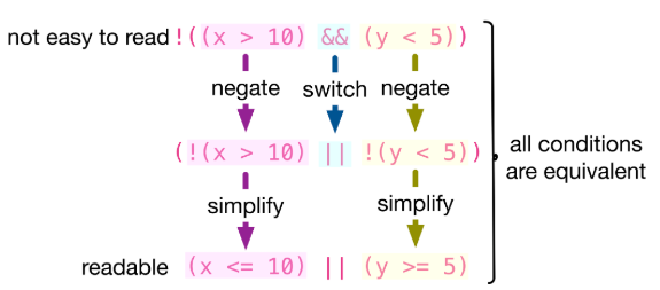 not easy to read !((x > 10) && (y < 5))
negate switch negate
(!(x > 10) || !(y < 5))
all conditions
are equivalent
simplify simplify
readable (x <= 10) || (y >= 5)